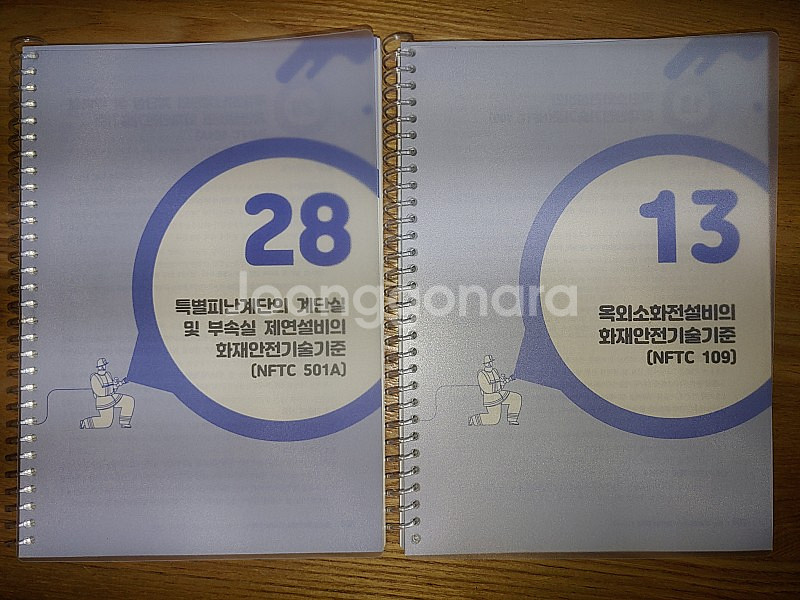 28
특별피난계단의 계단실
및 부속실 제연설비의
화재안전기술기준
(NFTC 501A)
13
옥외소화전설비의
화재안전기술기준
(NFTC 109)